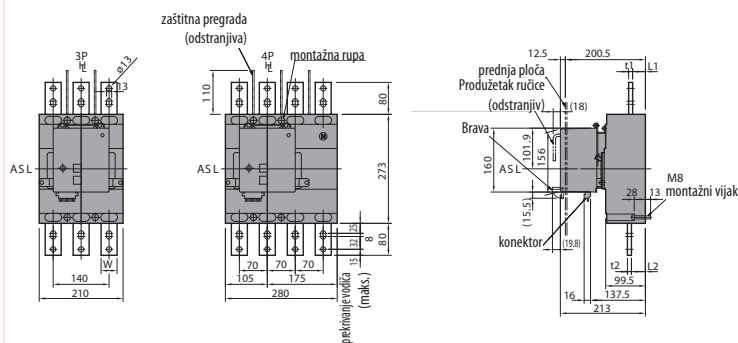 zaštitna pregrada
(odstranjiva)
3P
4P
montažna rupa
ø13
13
110
80
273
ASL
ASL
W
140
210
70
70
70
105
175
280
25
32
15
8
80
prekrivanje vodiča
(maks.)
12.5
200.5
t1
L1
prednja ploča
Produžetak ručice
(odstranjiv)
(18)
Brava
160
101.9
156
ASL
(15.5)
M8
montažni vijak
28
13
konektor
(19.8)
t2
L2
99.5
16
137.5
213